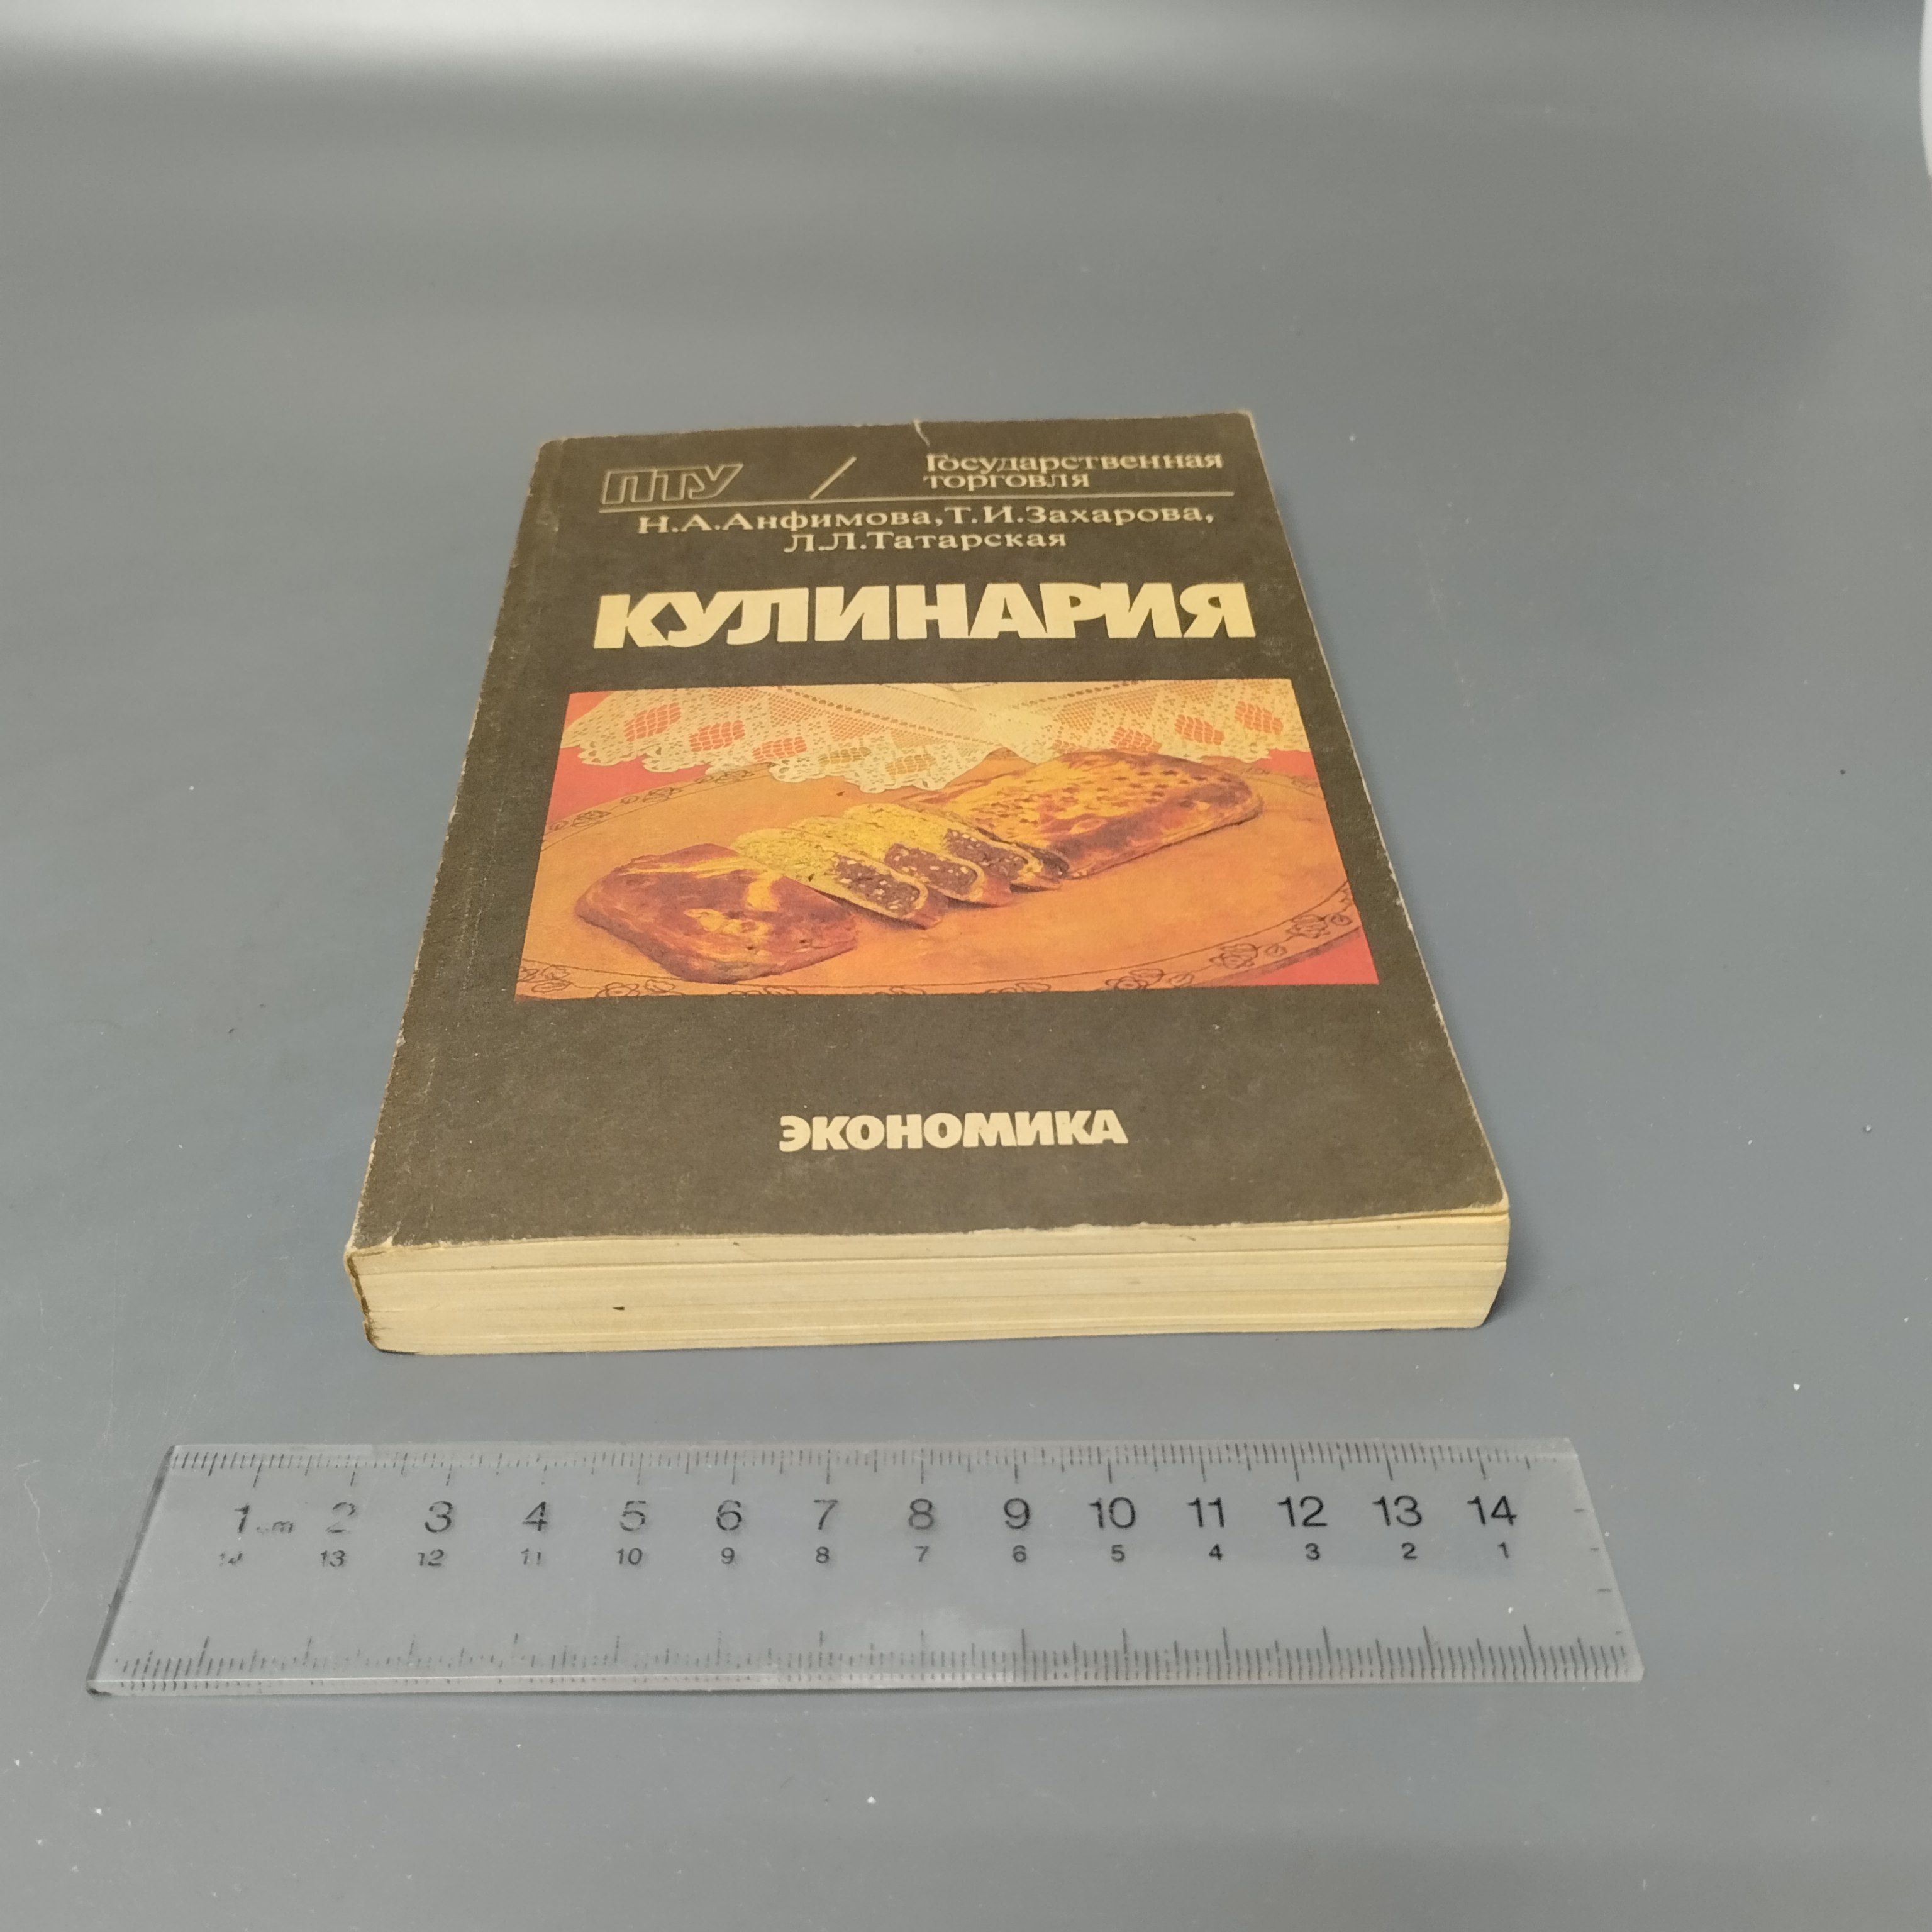 ПТУ / Государственная
торговля
Н.А.Анфимова,Т.И.Захарова,
Л.Л.Татарская
КУЛИНАРИЯ
ЭКОНОМИКА
1 cm 2 3 4 5 6 7 8 9 10 11 12 13 14
14 13 12 11 10 9 8 7 6 5 4 3 2 1